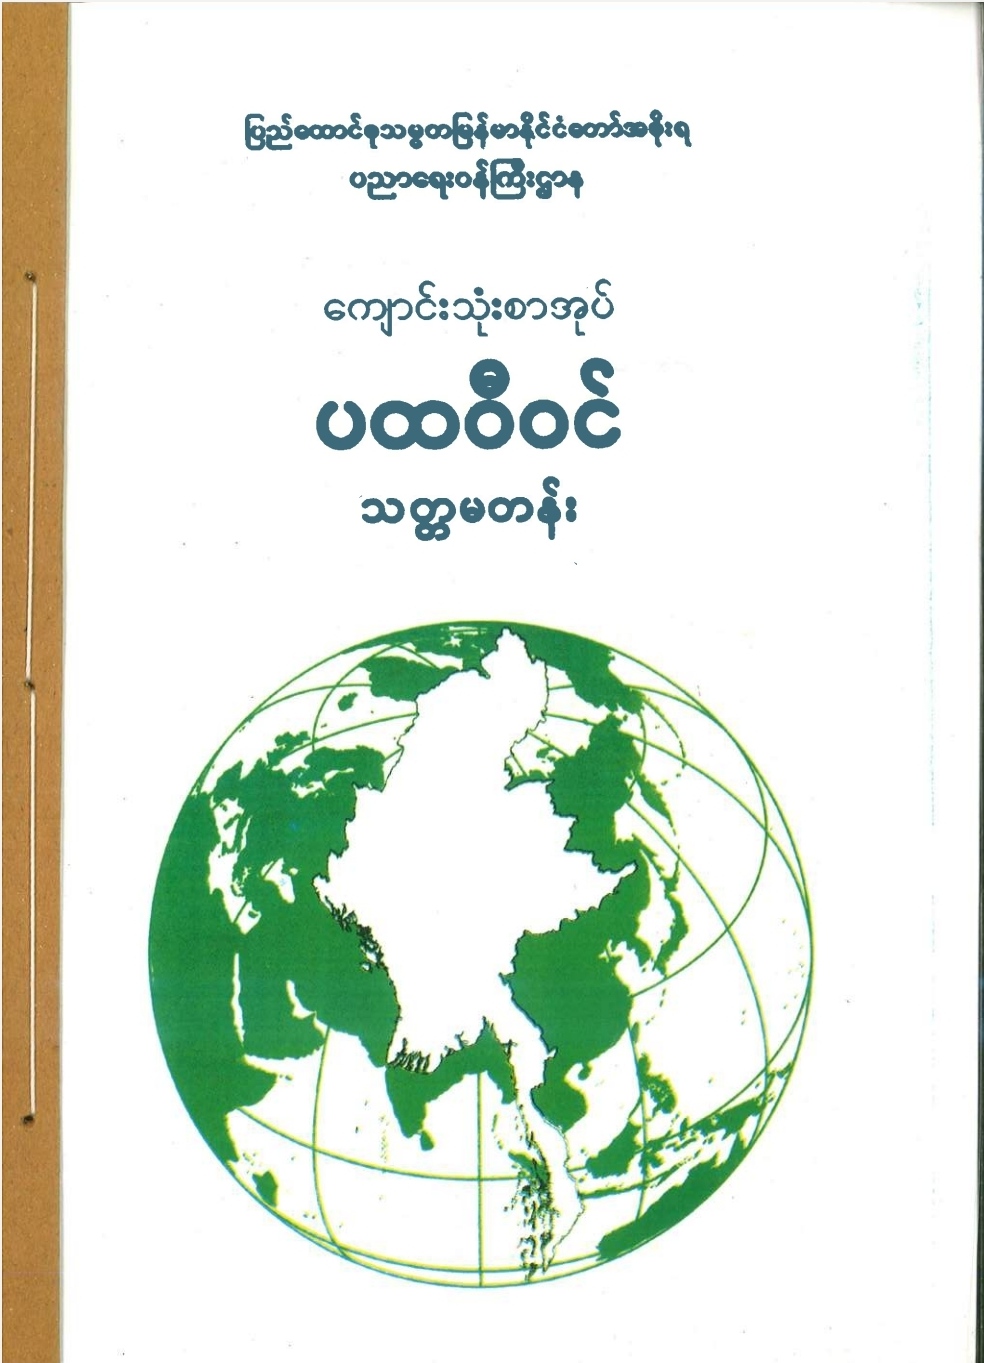 ပြည်ထောင်စုသမ္မတမြန်မာနိုင်ငံတော်အစိုးရ
ပညာရေးဝန်ကြီးဌာန
ကျောင်းသုံးစာအုပ်
ပထဝီဝင်
သတ္တမတန်း